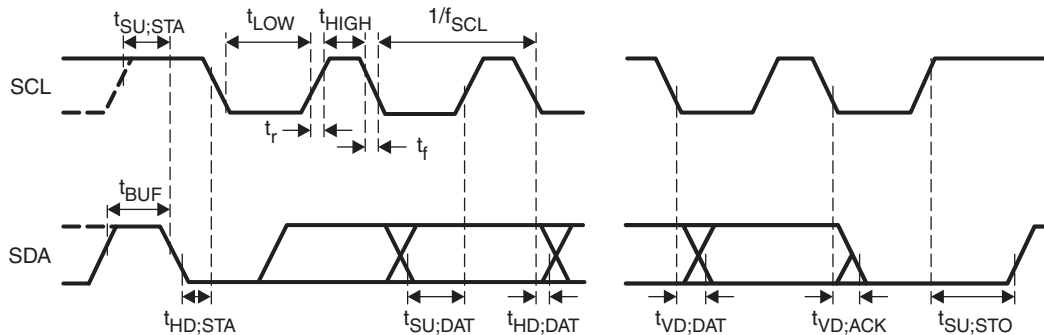 tSU;STA
tLOW
tHIGH
1/fSCL
SCL
tr
tf
tBUF
SDA
tHD;STA
tSU;DAT
tHD;DAT
tVD;DAT
tVD;ACK
tSU;STO